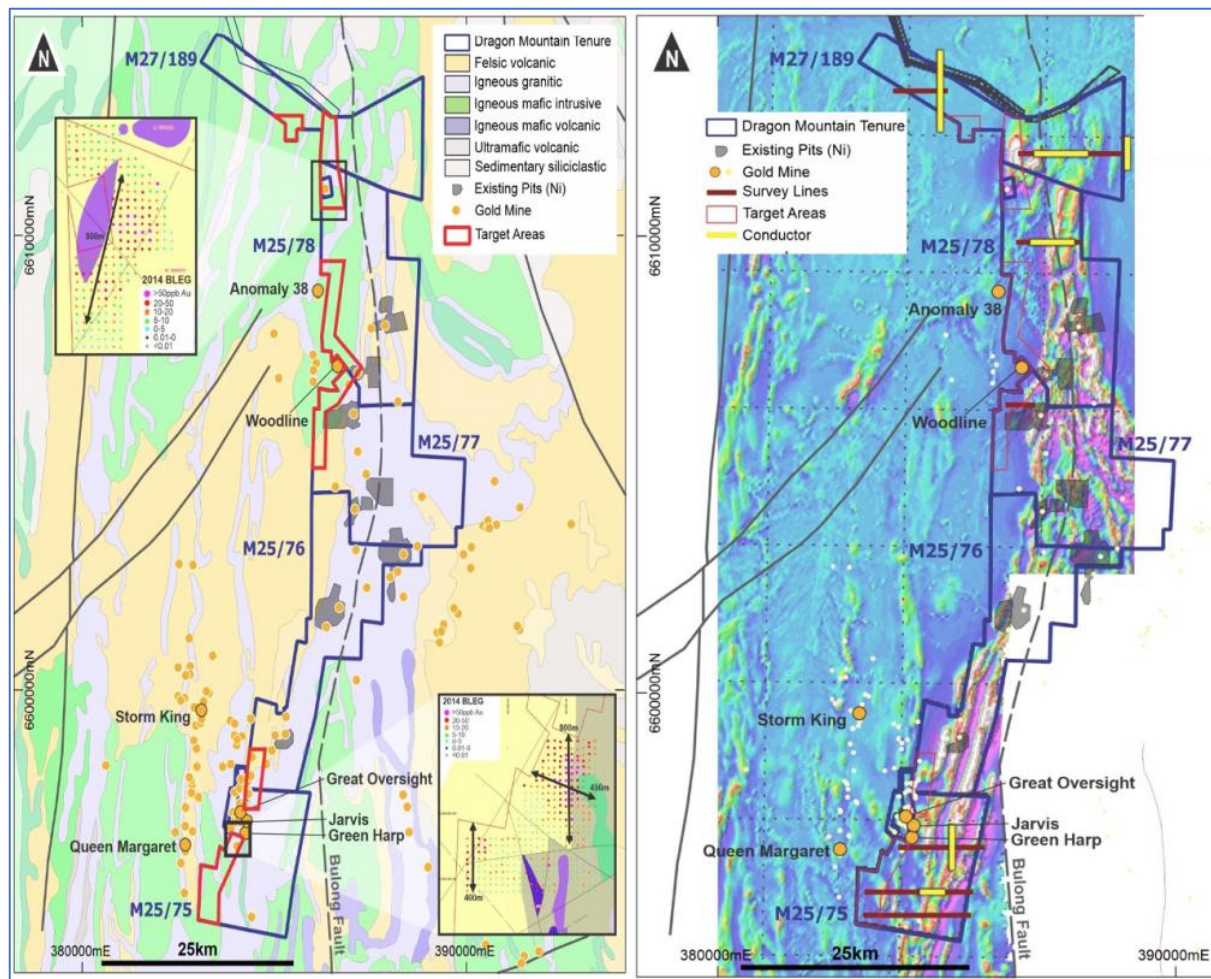 N
M27/189
Dragon Mountain Tenure
Felsic volcanic
Igneous granitic
Igneous mafic intrusive
Igneous mafic volcanic
Ultramafic volcanic
Sedimentary siliciclastic
Existing Pits (Ni)
Gold Mine
Target Areas
800m
2014 BLEG
>50ppb Au
20-50
10-20
5-10
0-5
0.01-0
<0.01
6610000mN
M25/78
Anomaly 38
Woodline
M25/77
M25/76
6600000mN
Storm King
Great Oversight
Jarvis
Green Harp
Queen Margaret
M25/75
Bulong Fault
2014 BLEG
>50ppb Au
20-50
10-20
5-10
0-5
0.01-0
<0.01
800m
450m
400m
380000mE
25km
390000mE
N
M27/189
Dragon Mountain Tenure
Existing Pits (Ni)
Gold Mine
Survey Lines
Target Areas
Conductor
6610000mN
M25/78
Anomaly 38
Woodline
M25/77
M25/76
6600000mN
Storm King
Great Oversight
Jarvis
Green Harp
Queen Margaret
M25/75
Bulong Fault
380000mE
25km
390000mE